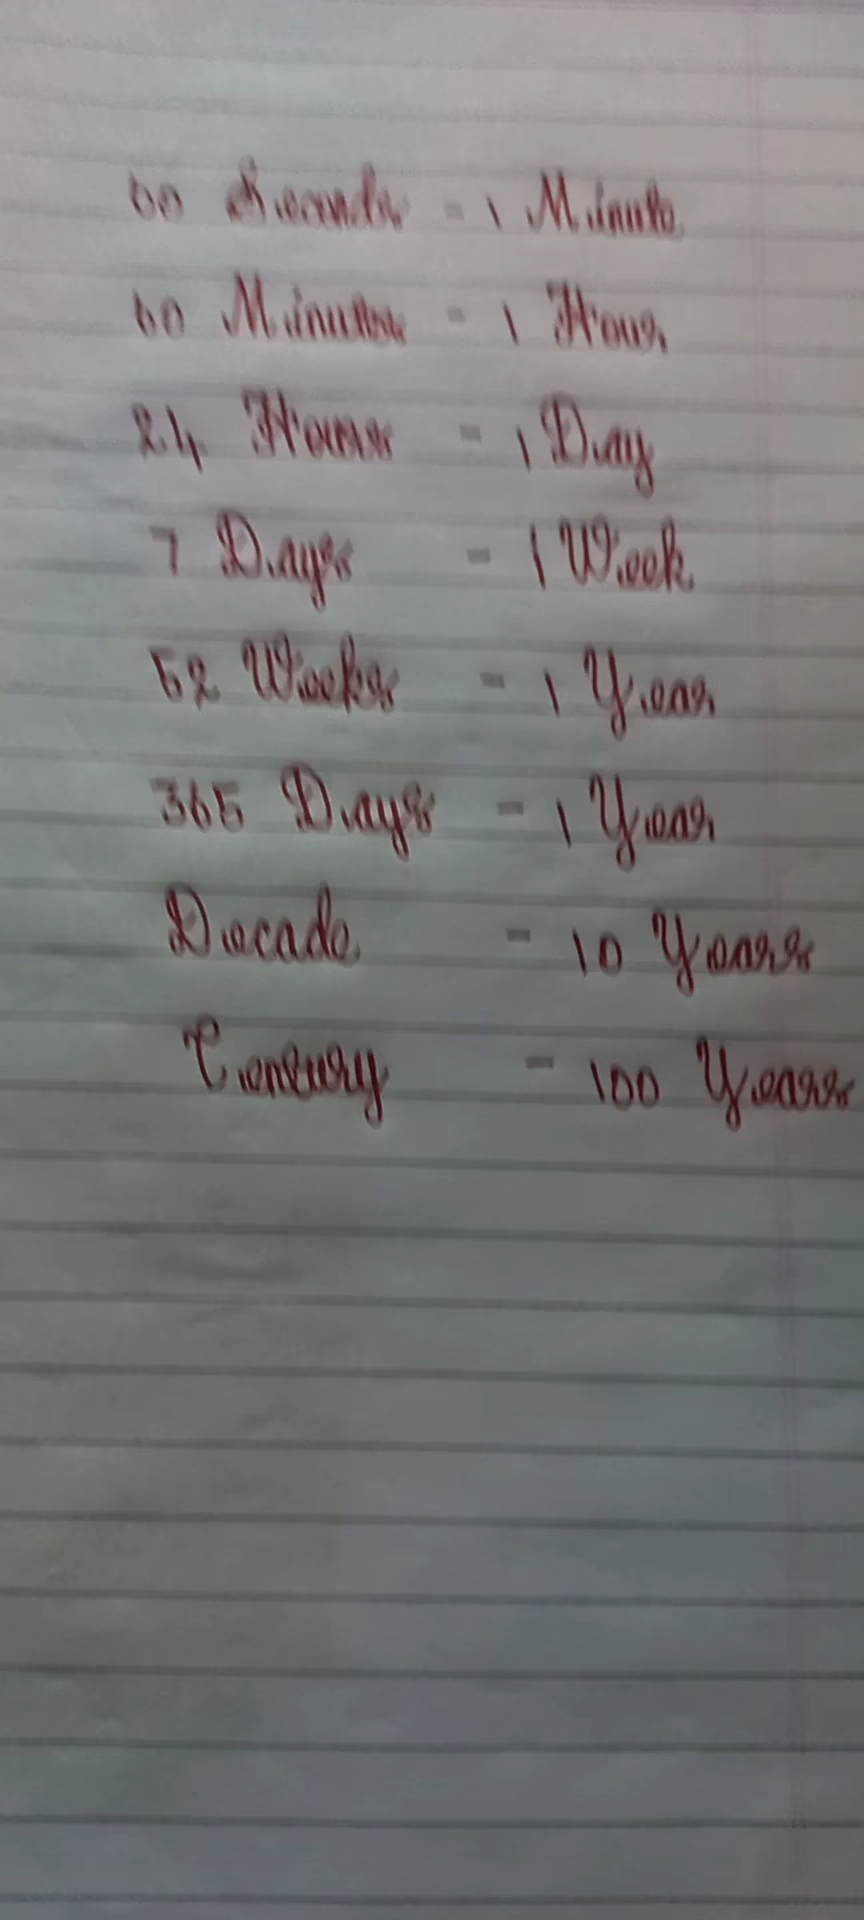 60 Seconds = 1 Minute
60 Minutes = 1 Hour
24 Hours = 1 Day
7 Days = 1 Week
52 Weeks = 1 Year
365 Days = 1 Year
Decade = 10 Years
Century = 100 Years